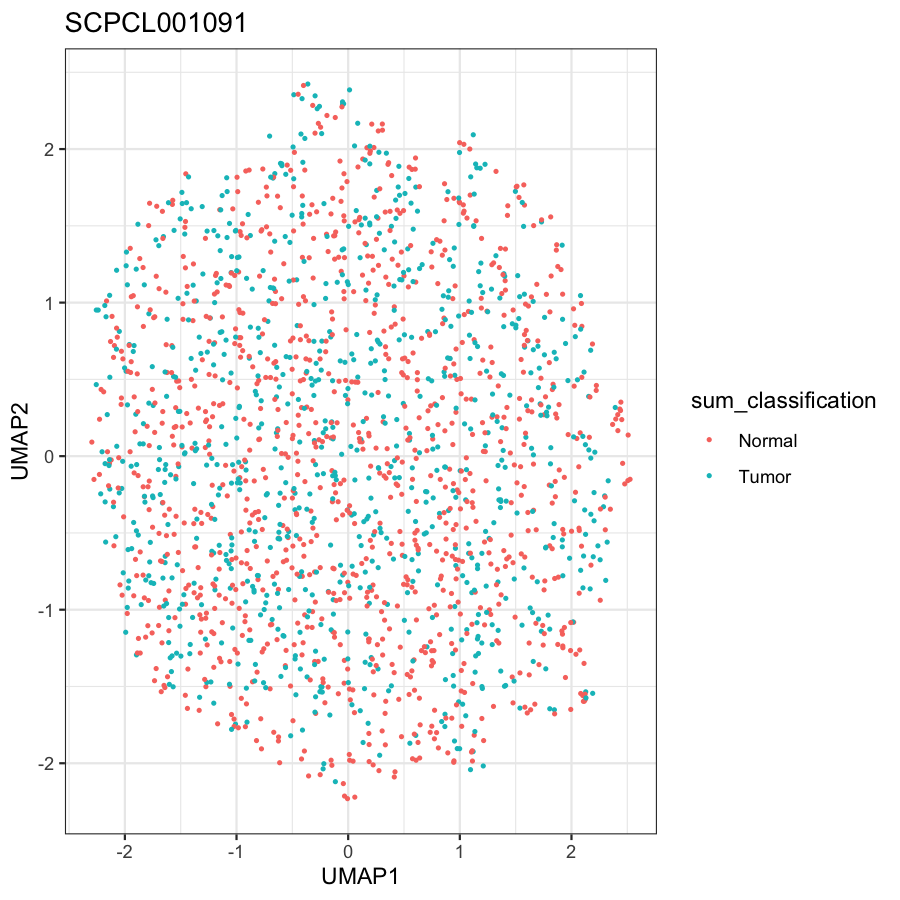 SCPCL001091
2
1
0
-1
-2
UMAP2
-2
-1
0
1
2
UMAP1
sum_classification
Normal
Tumor